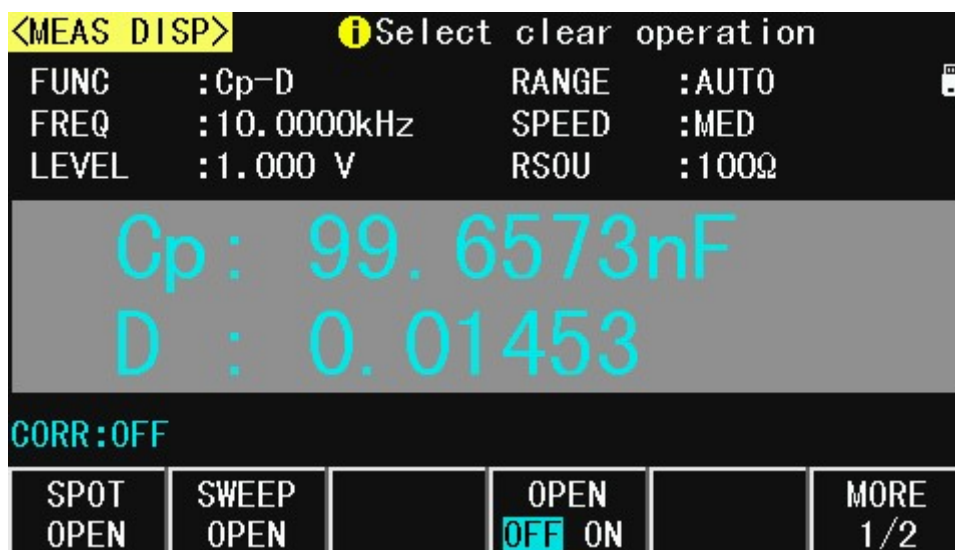 <MEAS DISP> Select clear operation
FUNC :Cp-D RANGE :AUTO
FREQ :10.0000kHz SPEED :MED
LEVEL :1.000 V RSOU :100Ω
Cp: 99.6573nF
D : 0.01453
CORR:OFF
SPOT SWEEP OPEN MORE
OPEN OPEN OFF ON 1/2